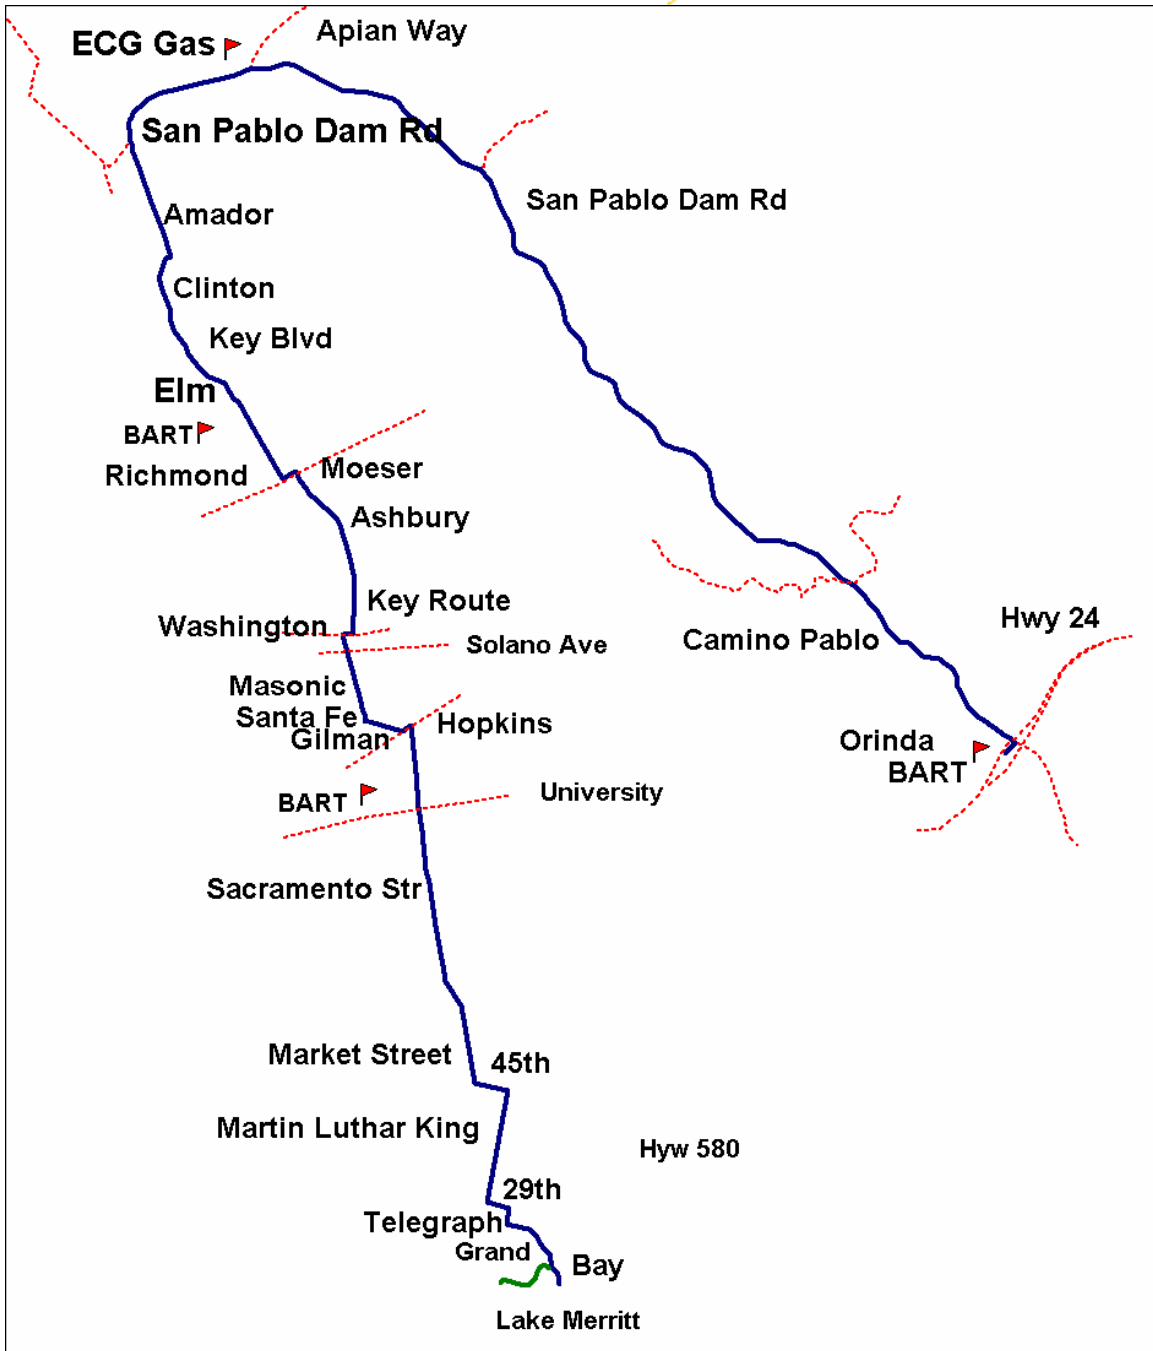 Apian Way
ECG Gas
San Pablo Dam Rd
San Pablo Dam Rd
Amador
Clinton
Key Blvd
Elm
BART
Richmond
Moeser
Ashbury
Key Route
Washington
Solano Ave
Hwy 24
Camino Pablo
Masonic
Santa Fe
Gilman
Hopkins
Orinda
BART
BART
University
Sacramento Str
Market Street
45th
Martin Luthar King
Hyw 580
29th
Telegraph
Grand
Bay
Lake Merritt